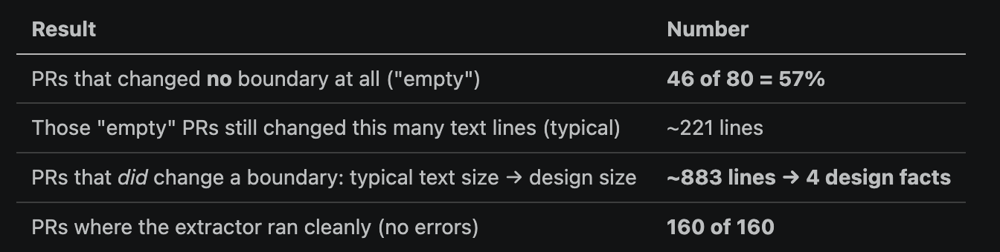 Result Number
PRs that changed no boundary at all ("empty") 46 of 80 = 57%
Those "empty" PRs still changed this many text lines (typical) ~221 lines
PRs that did change a boundary: typical text size → design size ~883 lines → 4 design facts
PRs where the extractor ran cleanly (no errors) 160 of 160